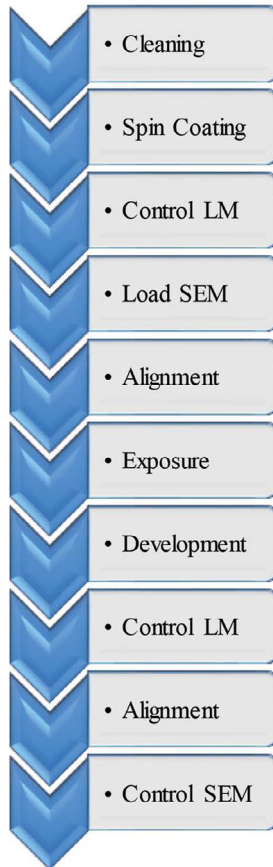 • Cleaning
• Spin Coating
• Control LM
• Load SEM
• Alignment
• Exposure
• Development
• Control LM
• Alignment
• Control SEM